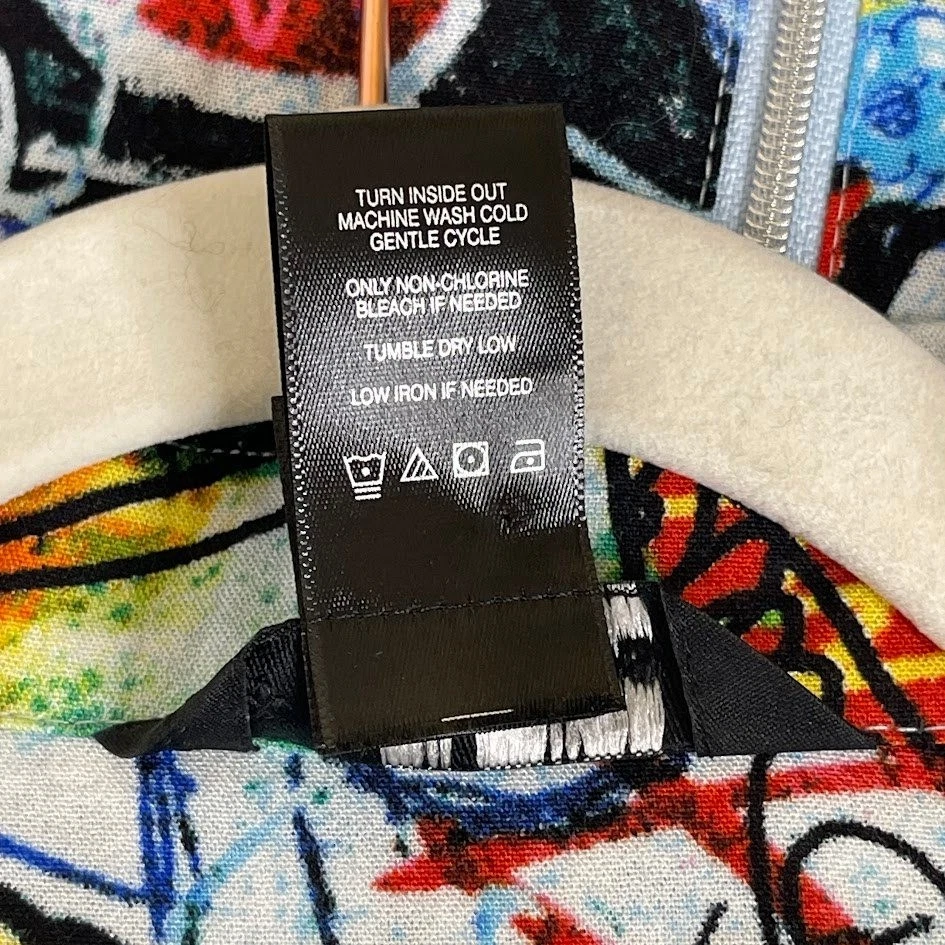 TURN INSIDE OUT
MACHINE WASH COLD
GENTLE CYCLE
ONLY NON-CHLORINE
BLEACH IF NEEDED
TUMBLE DRY LOW
LOW IRON IF NEEDED